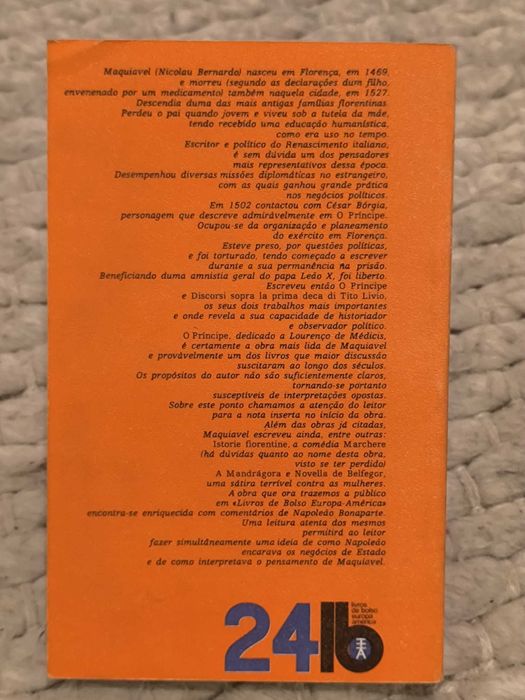 Maquiavel (Nicolau Bernardo) nasceu em Florença, em 1469,
e morreu (segundo as declarações dum filho,
envenenado por um medicamento) também naquela cidade, em 1527.
Descendia duma das mais antigas famílias florentinas
Perdeu o pai quando jovem e viveu sob a tutela da mãe,
tendo recebido uma educação humanística,
como era uso no tempo.
Escritor e político do Renascimento italiano,
é sem dúvida um dos pensadores
mais representativos dessa época.
Desempenhou diversas missões diplomáticas no estrangeiro,
com as quais ganhou grande prática
nos negócios políticos.
Em 1502 contactou com César Bórgia,
personagem que descreve admiràvelmente em O Príncipe.
Ocupou-se da organização e planeamento
do exército em Florença.
Esteve preso, por questões políticas,
e foi torturado, tendo começado a escrever
durante a sua permanência na prisão.
Beneficiando duma amnistia geral do papa Leão X, foi liberto.
Escreveu então O Príncipe
e Discorsi sopra la prima deca di Tito Livio,
os seus dois trabalhos mais importantes
e onde revela a sua capacidade de historiador
e observador político.
O Príncipe, dedicado a Lourenço de Médicis,
é certamente a obra mais lida de Maquiavel
e provàvelmente um dos livros que maior discussão
suscitaram ao longo dos séculos.
Os propósitos do autor não são suficientemente claros,
tornando-se portanto
susceptíveis de interpretações opostas.
Sobre este ponto chamamos a atenção do leitor
para a nota inserta no início da obra.
Além das obras já citadas,
Maquiavel escreveu ainda, entre outras:
Istorie fiorentine, a comédia Marchere
(há dúvidas quanto ao nome desta obra,
visto se ter perdido)
A Mandrágora e Novella de Belfegor,
uma sátira terrível contra as mulheres.
A obra que ora trazemos a público
em «Livros de Bolso Europa-América»
encontra-se enriquecida com comentários de Napoleão Bonaparte.
Uma leitura atenta dos mesmos
permitirá ao leitor
fazer simultâneamente uma ideia de como Napoleão
encarava os negócios de Estado
e de como interpretava o pensamento de Maquiavel.
24 lb
livros
de bolso
europa
américa